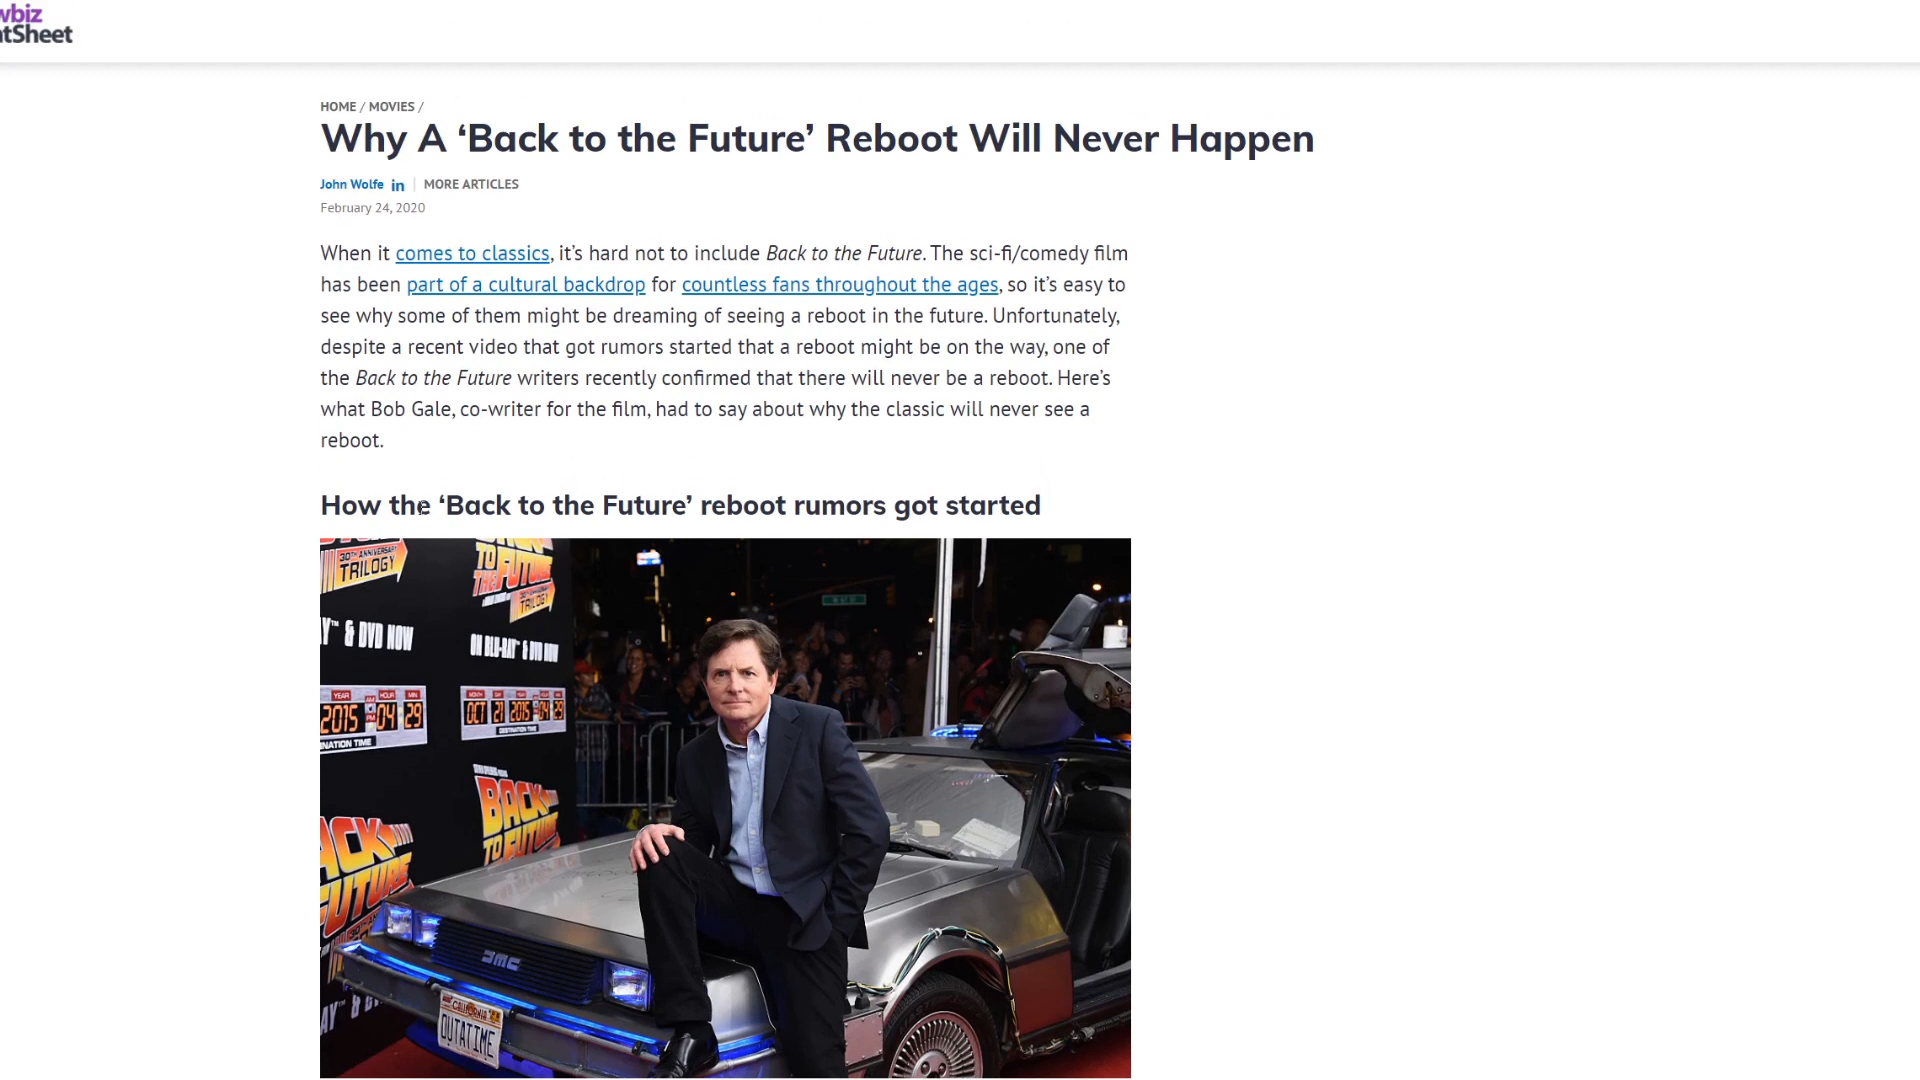 wbiz
tSheet
HOME / MOVIES /
Why A ‘Back to the Future’ Reboot Will Never Happen
John Wolfe in | MORE ARTICLES
February 24, 2020
When it comes to classics, it’s hard not to include Back to the Future. The sci-fi/comedy film
has been part of a cultural backdrop for countless fans throughout the ages, so it’s easy to
see why some of them might be dreaming of seeing a reboot in the future. Unfortunately,
despite a recent video that got rumors started that a reboot might be on the way, one of
the Back to the Future writers recently confirmed that there will never be a reboot. Here’s
what Bob Gale, co-writer for the film, had to say about why the classic will never see a
reboot.
How the ‘Back to the Future’ reboot rumors got started
30TH ANNIVERSARY
TRILOGY
TO
THE FUTURE
TRILOGY
Y™ & DVD NOW
ON BLU-RAY™ & DVD NOW
YEAR AM HOUR MIN
2015 PM 04 29
NATION TIME
MONTH DAY YEAR HOUR MIN
OCT 21 2015 04 29
DESTINATION TIME
BACK
TO FUTURE
ACK
FUTURE
DMC
CALIFORNIA
OUTATIME